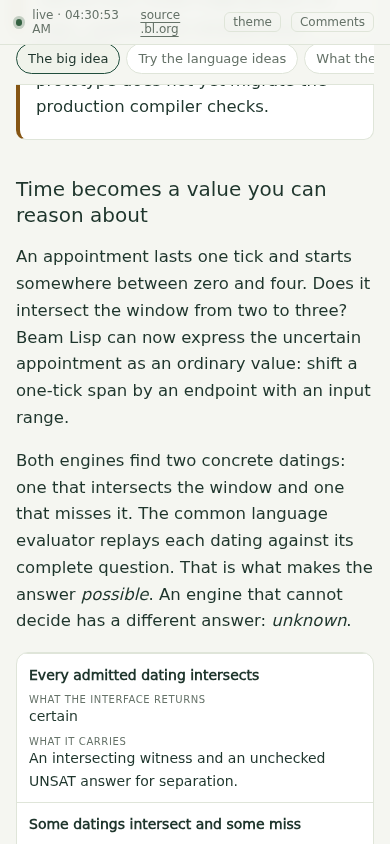 live · 04:30:53 AM
source
.bl.org
theme
Comments
The big idea
Try the language ideas
What the
prototype does not yet migrate the
production compiler checks.
Time becomes a value you can
reason about
An appointment lasts one tick and starts
somewhere between zero and four. Does it
intersect the window from two to three?
Beam Lisp can now express the uncertain
appointment as an ordinary value: shift a
one-tick span by an endpoint with an input
range.
Both engines find two concrete datings:
one that intersects the window and one
that misses it. The common language
evaluator replays each dating against its
complete question. That is what makes the
answer possible. An engine that cannot
decide has a different answer: unknown.
Every admitted dating intersects
WHAT THE INTERFACE RETURNS
certain
WHAT IT CARRIES
An intersecting witness and an unchecked
UNSAT answer for separation.
Some datings intersect and some miss